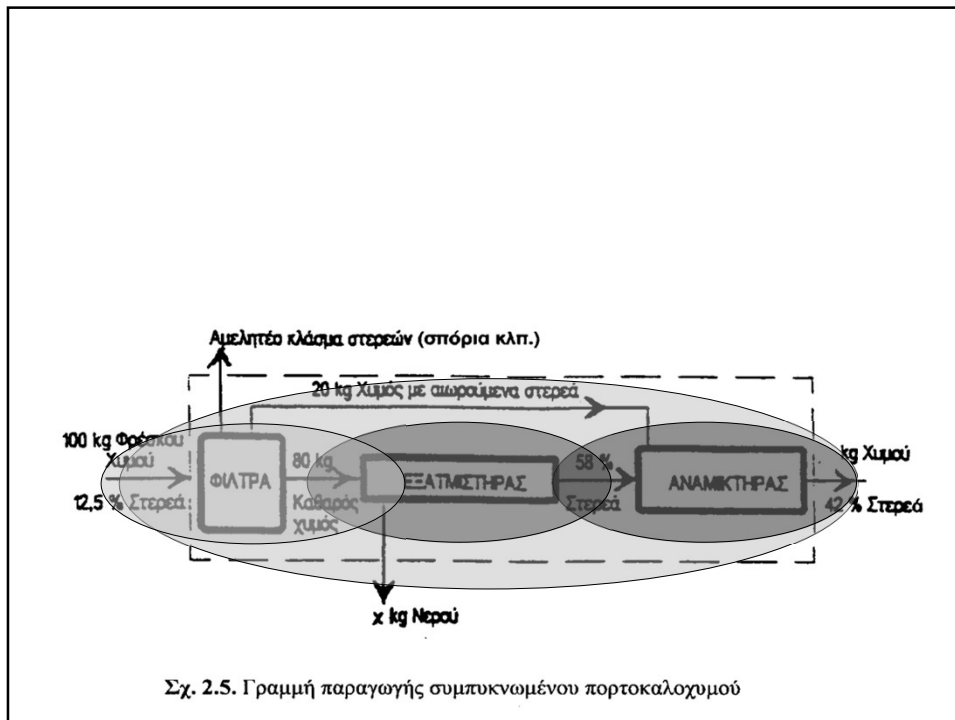 Αμελητέο κλάσμα στερεών (σπόρια κλπ.)
20 kg Χυμός με αιωρούμενα στερεά
100 kg Φρέσκου
Χυμού
12,5 % Στερεά
ΦΙΛΤΡΑ
80 kg
Καθαρός
χυμός
ΕΞΑΤΜΙΣΤΗΡΑΣ
58 %
Στερεά
ΑΝΑΜΙΚΤΗΡΑΣ
kg Χυμού
42 % Στερεά
x kg Νερού
Σχ. 2.5. Γραμμή παραγωγής συμπυκνωμένου πορτοκαλοχυμού